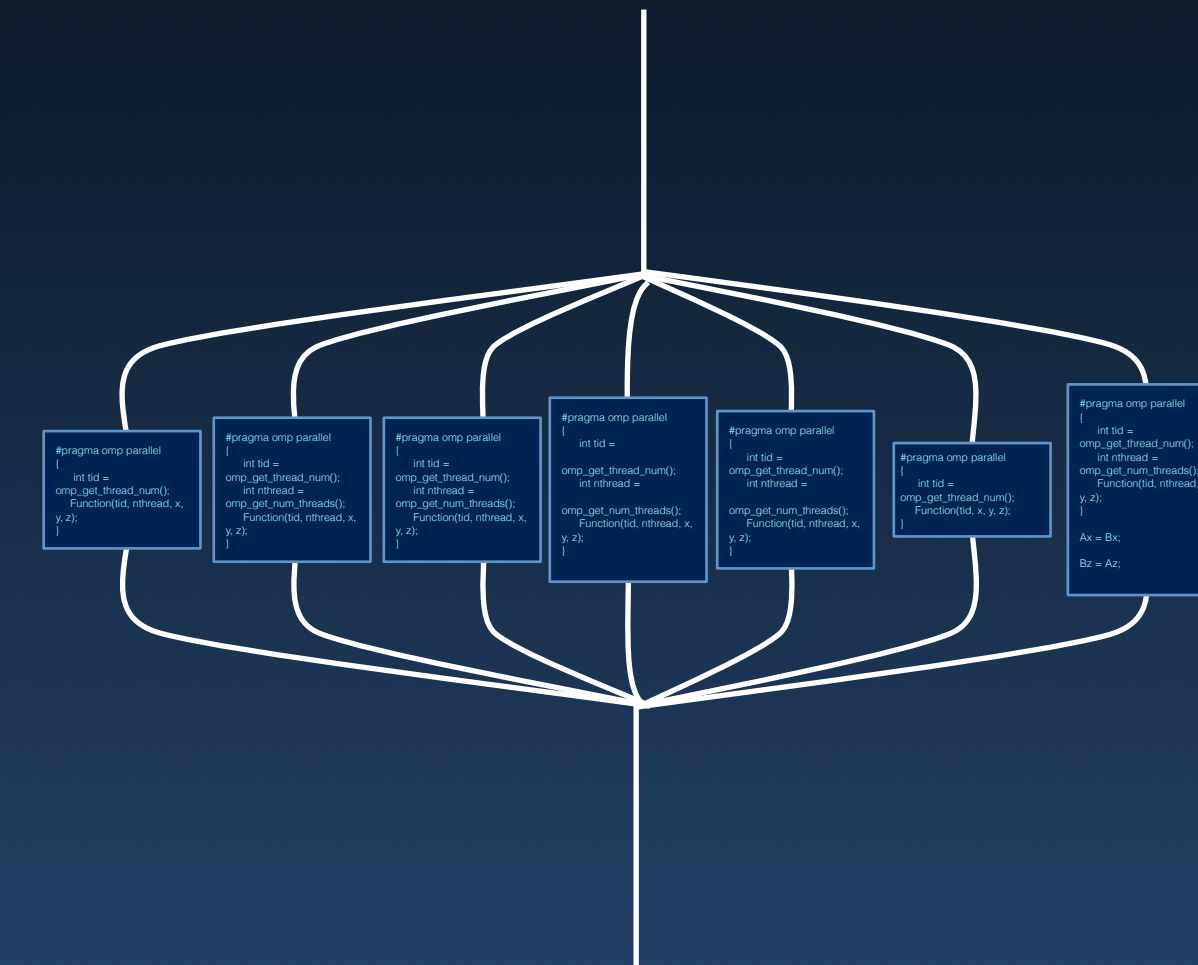 #pragma omp parallel
{
int tid =
omp_get_thread_num();
Function(tid, nthread, x,
y, z);
}
#pragma omp parallel
{
int tid =
omp_get_thread_num();
int nthread =
omp_get_num_threads();
Function(tid, nthread, x,
y, z);
}
#pragma omp parallel
{
int tid =
omp_get_thread_num();
int nthread =
omp_get_num_threads();
Function(tid, nthread, x,
y, z);
}
#pragma omp parallel
{
int tid =
omp_get_thread_num();
int nthread =
omp_get_num_threads();
Function(tid, nthread, x,
y, z);
}
#pragma omp parallel
{
int tid =
omp_get_thread_num();
int nthread =
omp_get_num_threads();
Function(tid, nthread, x,
y, z);
}
#pragma omp parallel
{
int tid =
omp_get_thread_num();
Function(tid, x, y, z);
}
#pragma omp parallel
{
int tid =
omp_get_thread_num();
int nthread =
omp_get_num_threads();
Function(tid, nthread,
y, z);
}
Ax = Bx;
Bz = Az;